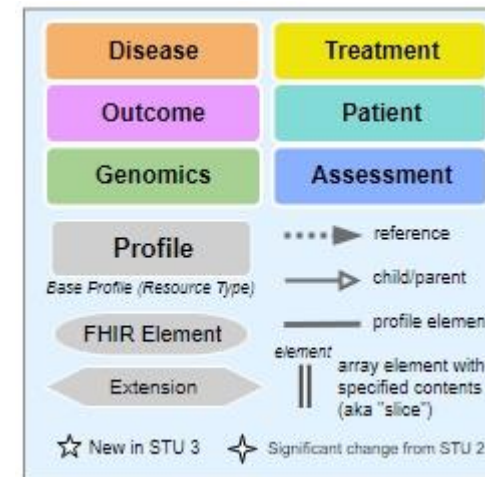 Disease
Treatment
Outcome
Patient
Genomics
Assessment
Profile
Base Profile (Resource Type)
reference
child/parent
FHIR Element
profile element
element
array element with
specified contents
(aka "slice")
Extension
New in STU 3
Significant change from STU 2